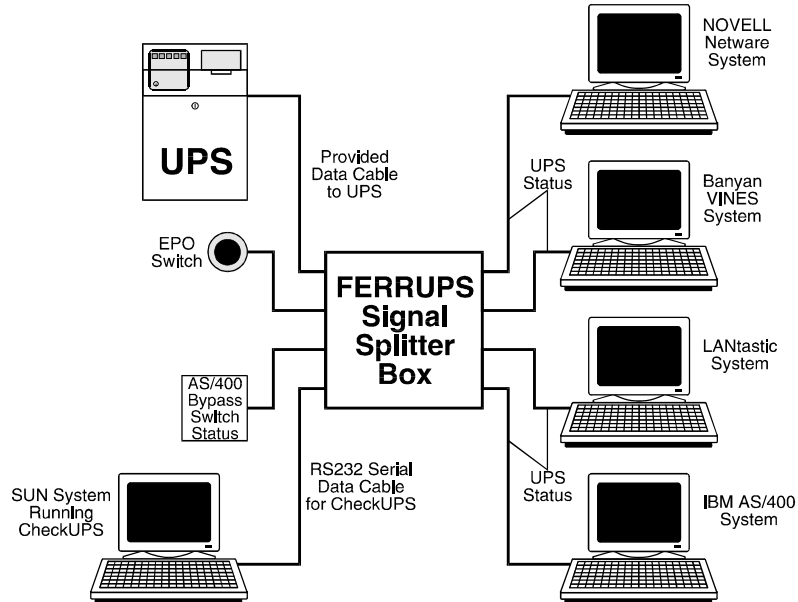 UPS
Provided
Data Cable
to UPS
EPO
Switch
FERRUPS
Signal
Splitter
Box
AS/400
Bypass
Switch
Status
SUN System
Running
CheckUPS
RS232 Serial
Data Cable
for CheckUPS
NOVELL
Netware
System
UPS
Status
Banyan
VINES
System
LANtastic
System
UPS
Status
IBM AS/400
System